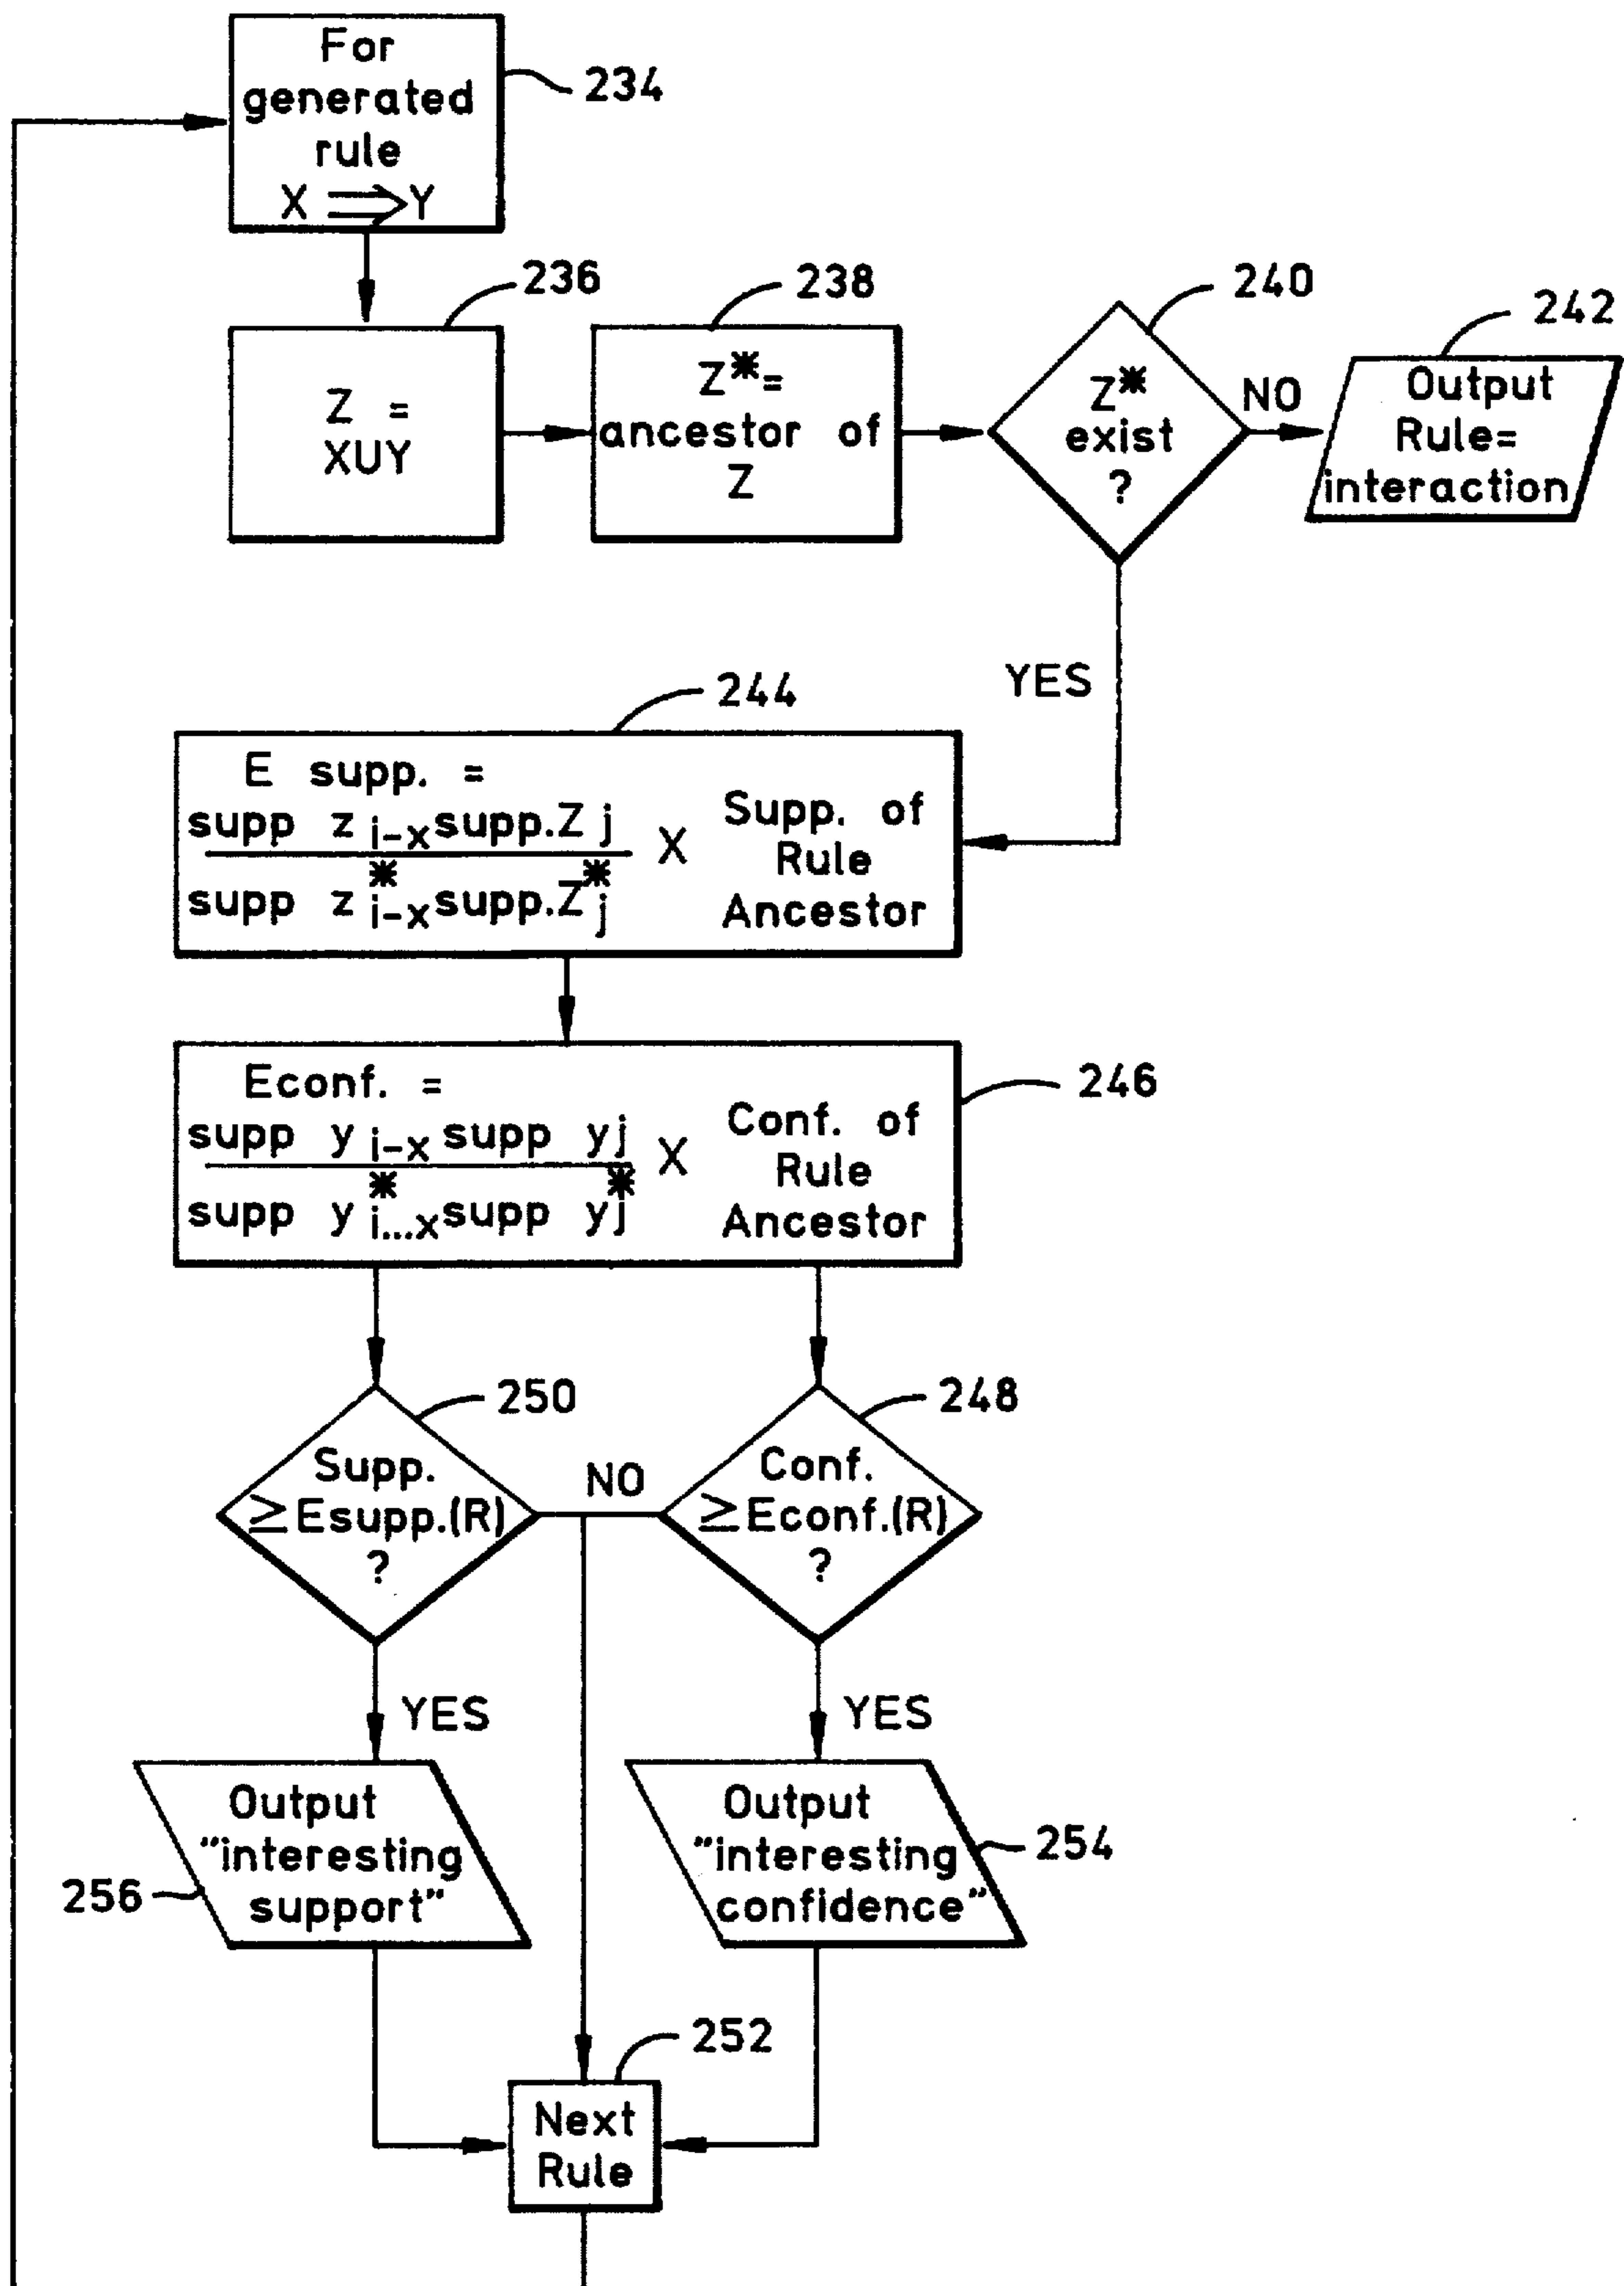 For
generated
rule
X ⇒ Y
234
236
238
240
242
Z =
XUY
Z*=
ancestor of
Z
Z*
exist
?
NO
Output
Rule=
interaction
YES
244
E supp. =
supp z i-x supp.Z j
supp z i-x* supp.Z j*
X
Supp. of
Rule
Ancestor
246
Econf. =
supp y i-x supp yj
supp y i...x* supp yj*
X
Conf. of
Rule
Ancestor
250
248
Supp.
≥Esupp.(R)
?
NO
Conf.
≥Econf.(R)
?
YES
YES
Output
"interesting
support"
256
Output
"interesting
confidence"
254
252
Next
Rule